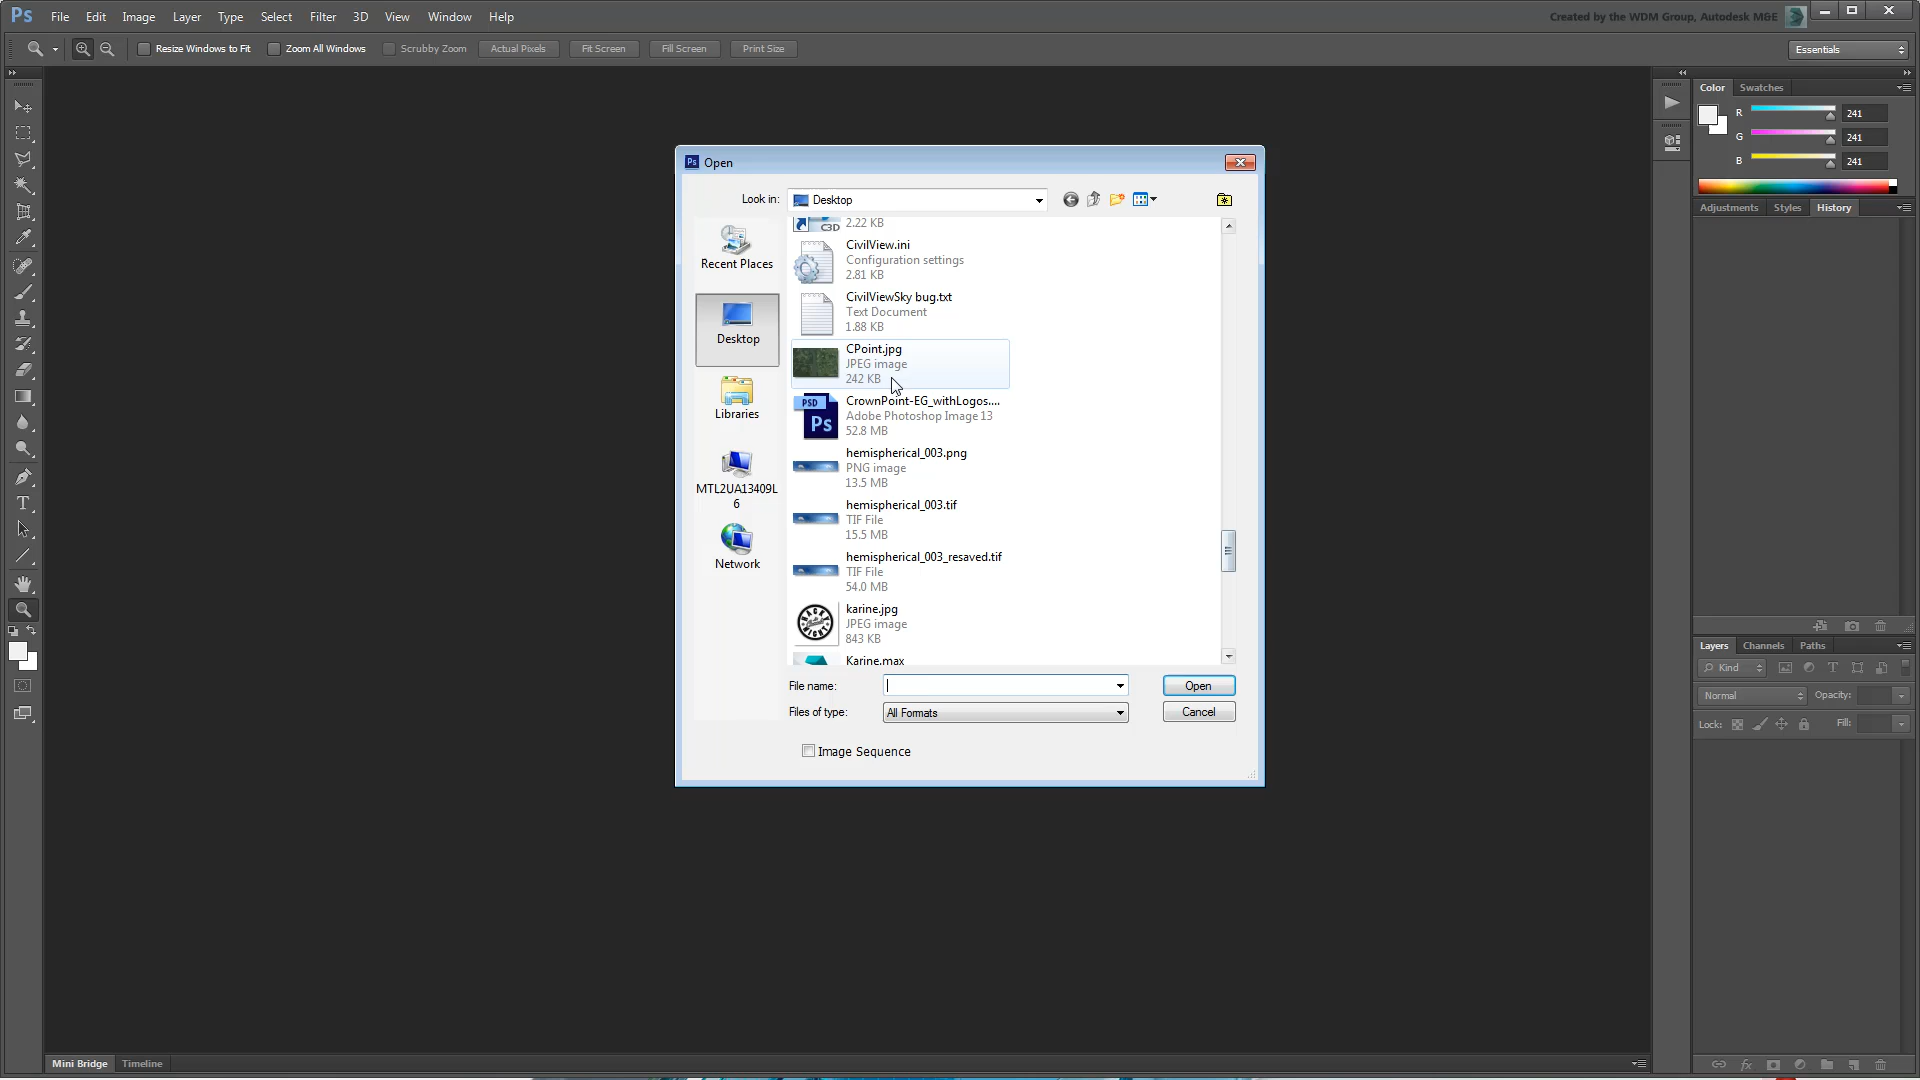 Ps File Edit Image Layer Type Select Filter 3D View Window Help
Created by the WDM Group, Autodesk M&E
Resize Windows to Fit Zoom All Windows Scrubby Zoom Actual Pixels Fit Screen Fill Screen Print Size
Essentials
Color Swatches
R 241
G 241
B 241
Adjustments Styles History
Ps Open
Look in: Desktop
Recent Places
Desktop
Libraries
MTL2UA13409L
6
Network
C3D 2.22 KB
CivilView.ini
Configuration settings
2.81 KB
CivilViewSky bug.txt
Text Document
1.88 KB
CPoint.jpg
JPEG image
242 KB
PSD
Ps
CrownPoint-EG_withLogos....
Adobe Photoshop Image 13
52.8 MB
hemispherical_003.png
PNG image
13.5 MB
hemispherical_003.tif
TIF File
15.5 MB
hemispherical_003_resaved.tif
TIF File
54.0 MB
karine.jpg
JPEG image
843 KB
Karine.max
File name:
Open
Files of type: All Formats
Cancel
Image Sequence
Layers Channels Paths
Kind
Normal Opacity:
Lock: Fill:
fx
Mini Bridge Timeline